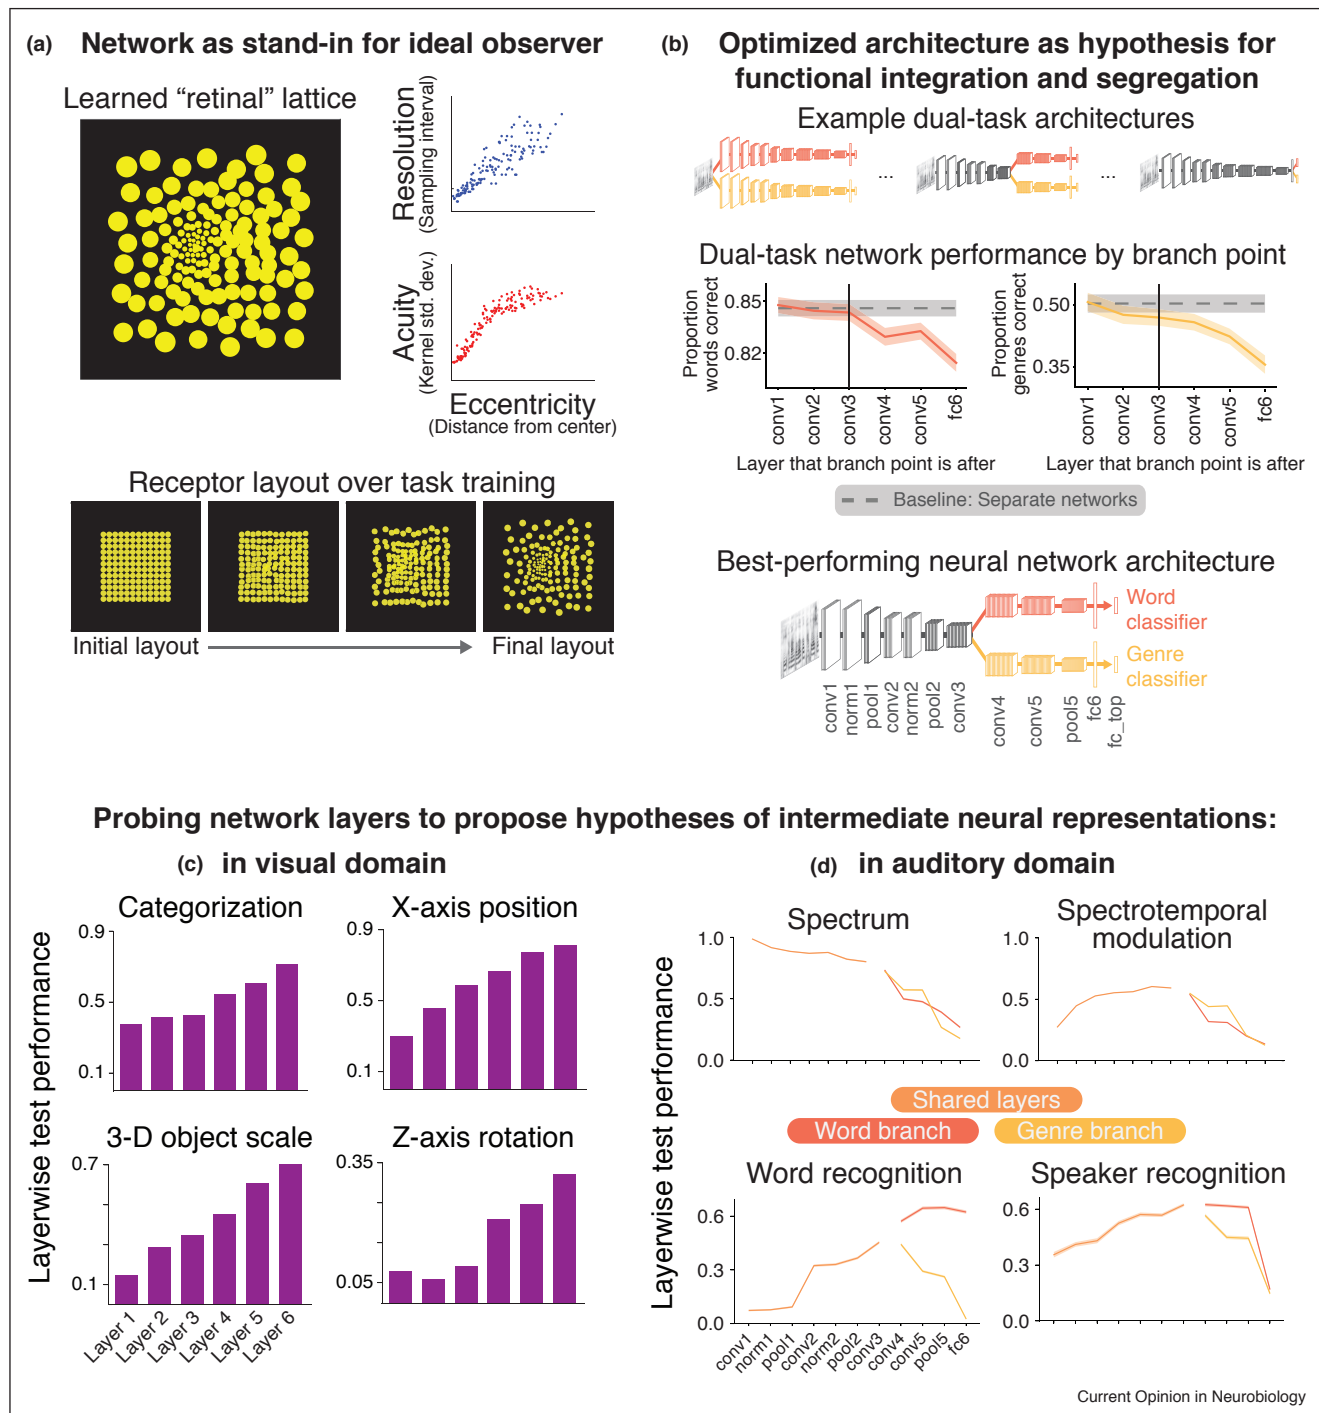 (a) Network as stand-in for ideal observer
Learned “retinal” lattice
Resolution
(Sampling interval)
Acuity
(Kernel std. dev.)
Eccentricity
(Distance from center)
Receptor layout over task training
Initial layout
Final layout
(b) Optimized architecture as hypothesis for
functional integration and segregation
Example dual-task architectures
...
...
Dual-task network performance by branch point
Proportion
words correct
0.85
0.82
conv1
conv2
conv3
conv4
conv5
fc6
Layer that branch point is after
Proportion
genres correct
0.50
0.35
conv1
conv2
conv3
conv4
conv5
fc6
Layer that branch point is after
Baseline: Separate networks
Best-performing neural network architecture
Word
classifier
Genre
classifier
conv1
norm1
pool1
conv2
norm2
pool2
conv3
conv4
conv5
pool5
fc6
fc_top
Probing network layers to propose hypotheses of intermediate neural representations:
(c) in visual domain
Layerwise test performance
Categorization
0.9
0.5
0.1
X-axis position
0.9
0.5
0.1
3-D object scale
0.7
0.1
Layer 1
Layer 2
Layer 3
Layer 4
Layer 5
Layer 6
Z-axis rotation
0.35
0.05
(d) in auditory domain
Layerwise test performance
Spectrum
1.0
0.5
0.0
Spectrotemporal
modulation
1.0
0.5
0.0
Shared layers
Word branch
Genre branch
Word recognition
0.6
0.3
0.0
conv1
norm1
pool1
conv2
norm2
pool2
conv3
conv4
conv5
pool5
fc6
Speaker recognition
0.6
0.3
0.0
Current Opinion in Neurobiology